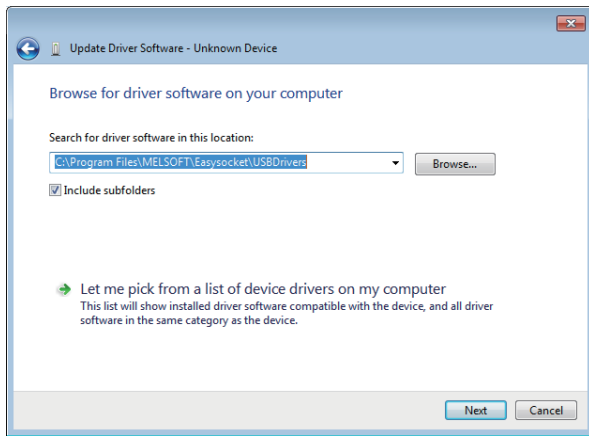 Update Driver Software - Unknown Device
Browse for driver software on your computer
Search for driver software in this location:
C:\Program Files\MELSOFT\Easysocket\USBDrivers
Browse...
Include subfolders
Let me pick from a list of device drivers on my computer
This list will show installed driver software compatible with the device, and all driver
software in the same category as the device.
Next
Cancel